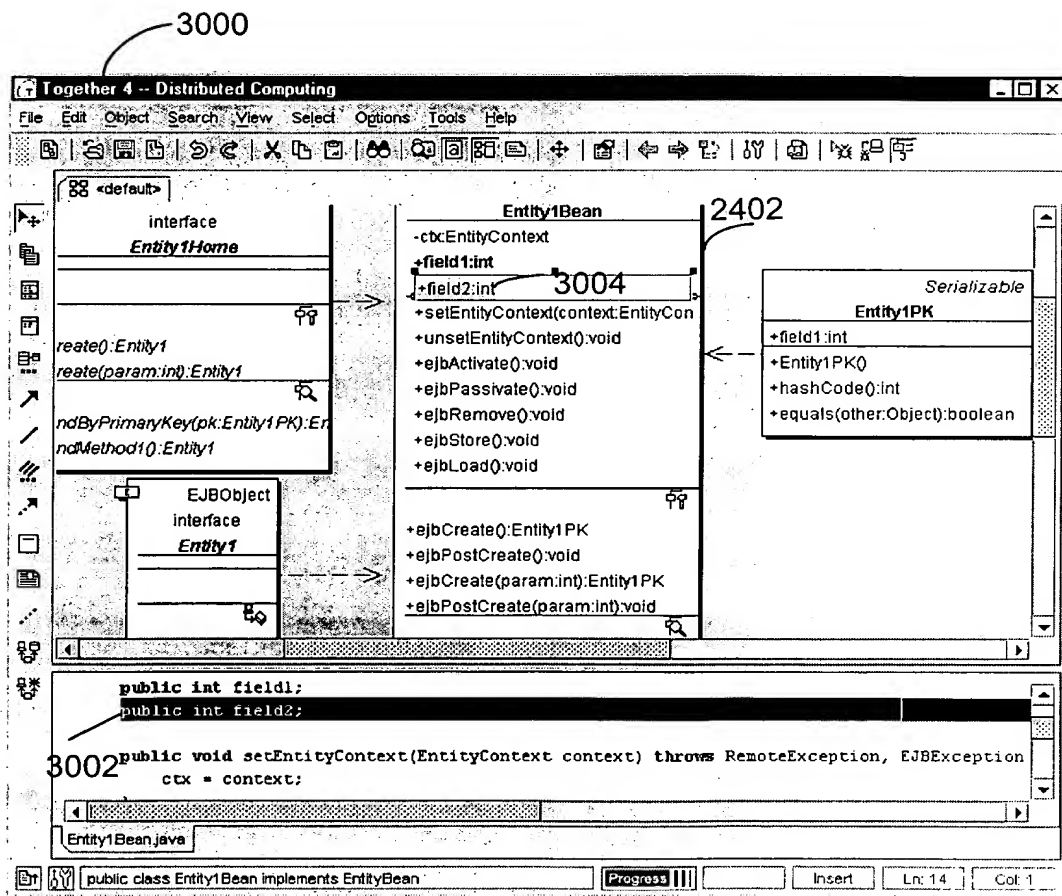 3000
Together 4 -- Distributed Computing
File Edit Object Search View Select Options Tools Help
<default>
interface
Entity1Home
reate():Entity1
reate(param:int):Entity1
ndByPrimaryKey(pk:Entity1PK):En
ndMethod1():Entity1
EJBObject
interface
Entity1
Entity1Bean
2402
-ctx:EntityContext
+field1:int
+field2:int
3004
+setEntityContext(context:EntityCon
+unsetEntityContext():void
+ejbActivate():void
+ejbPassivate():void
+ejbRemove():void
+ejbStore():void
+ejbLoad():void
+ejbCreate():Entity1PK
+ejbPostCreate():void
+ejbCreate(param:int):Entity1PK
+ejbPostCreate(param:int):void
Serializable
Entity1PK
+field1:int
+Entity1PK()
+hashCode():int
+equals(other:Object):boolean
public int field1;
public int field2;
3002
public void setEntityContext(EntityContext context) throws RemoteException, EJBException
ctx = context;
Entity1Bean.java
public class Entity1Bean implements EntityBean
Progress
Insert
Ln: 14
Col: 1